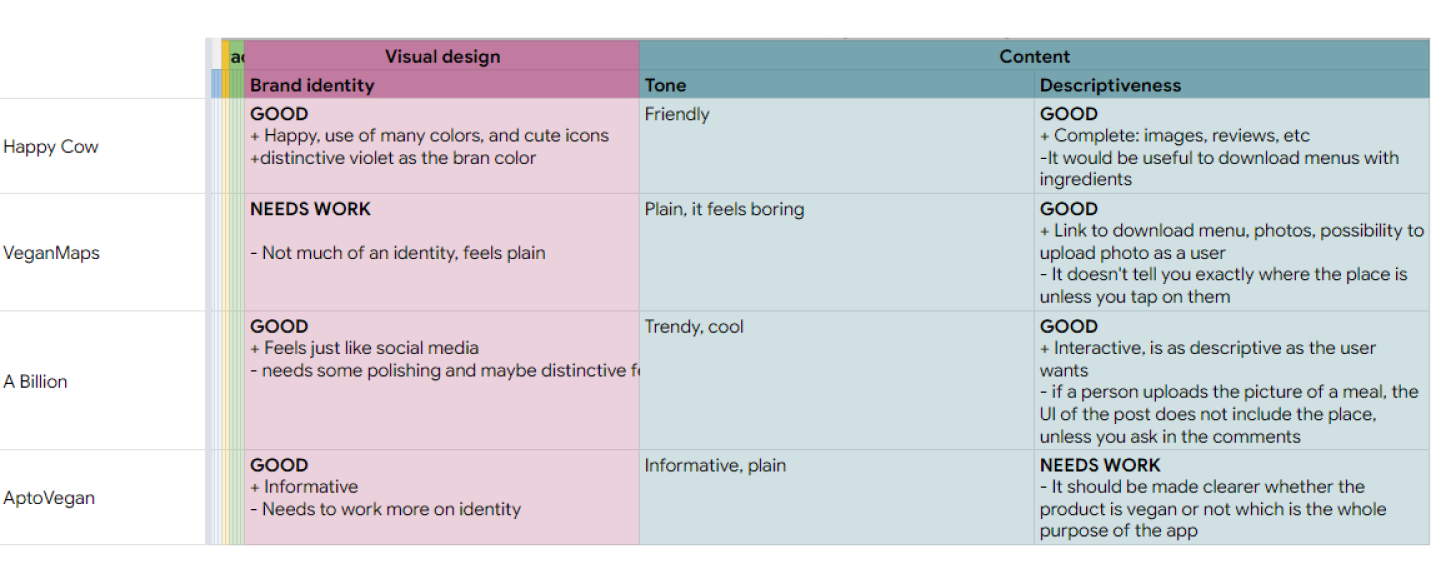 Visual design Content
Brand identity Tone Descriptiveness
Happy Cow
GOOD
+ Happy, use of many colors, and cute icons
+distinctive violet as the bran color
Friendly
GOOD
+ Complete: images, reviews, etc
-It would be useful to download menus with
ingredients
VeganMaps
NEEDS WORK
- Not much of an identity, feels plain
Plain, it feels boring
GOOD
+ Link to download menu, photos, possibility to
upload photo as a user
- It doesn't tell you exactly where the place is
unless you tap on them
A Billion
GOOD
+ Feels just like social media
- needs some polishing and maybe distinctive
Trendy, cool
GOOD
+ Interactive, is as descriptive as the user
wants
- if a person uploads the picture of a meal, the
UI of the post does not include the place,
unless you ask in the comments
AptoVegan
GOOD
+ Informative
- Needs to work more on identity
Informative, plain
NEEDS WORK
- It should be made clearer whether the
product is vegan or not which is the whole
purpose of the app